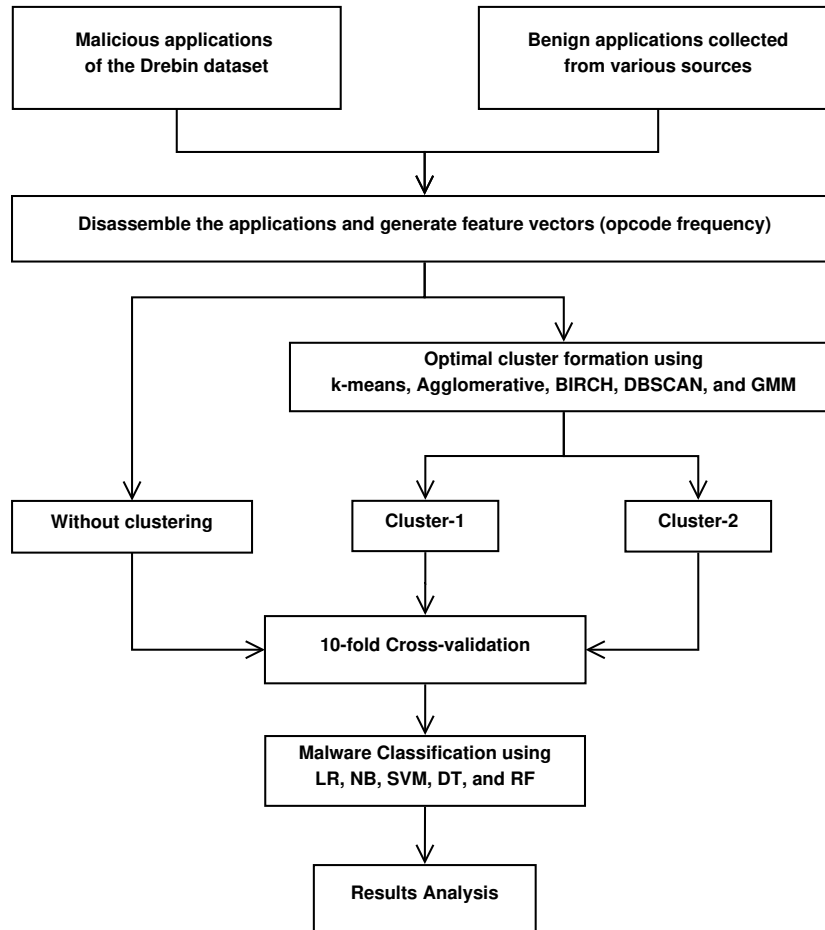 Malicious applications
of the Drebin dataset
Benign applications collected
from various sources
Disassemble the applications and generate feature vectors (opcode frequency)
Optimal cluster formation using
k-means, Agglomerative, BIRCH, DBSCAN, and GMM
Without clustering
Cluster-1
Cluster-2
10-fold Cross-validation
Malware Classification using
LR, NB, SVM, DT, and RF
Results Analysis